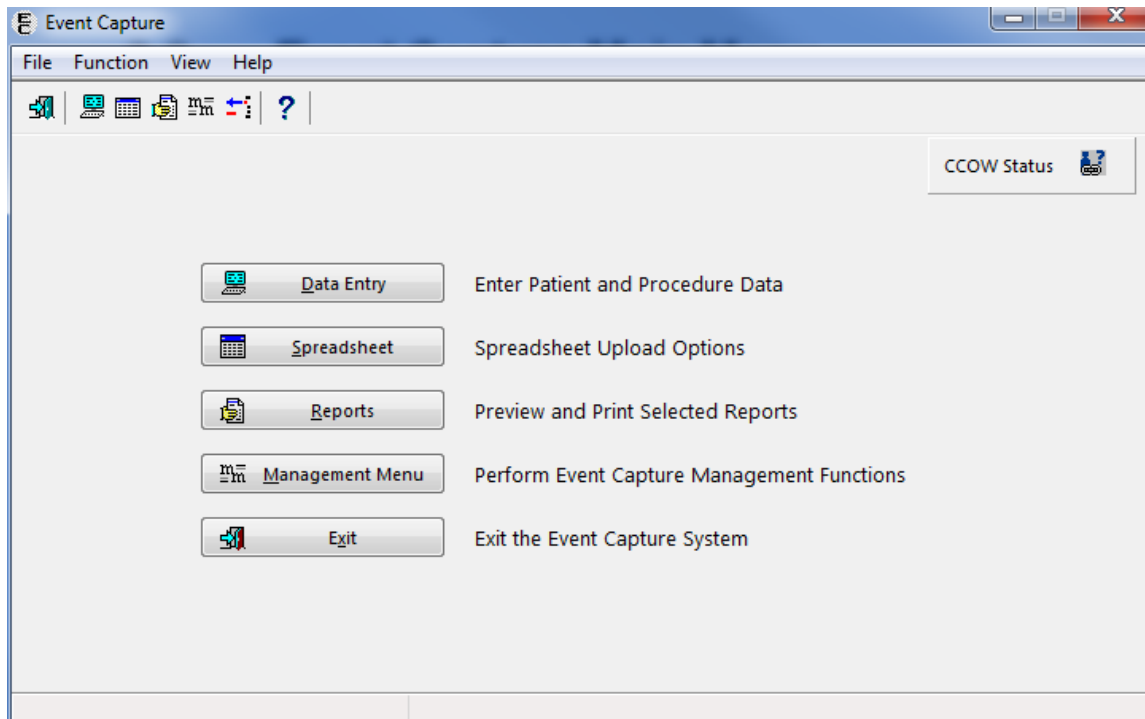 Event Capture
File Function View Help
CCOW Status
Data Entry Enter Patient and Procedure Data
Spreadsheet Spreadsheet Upload Options
Reports Preview and Print Selected Reports
Management Menu Perform Event Capture Management Functions
Exit Exit the Event Capture System